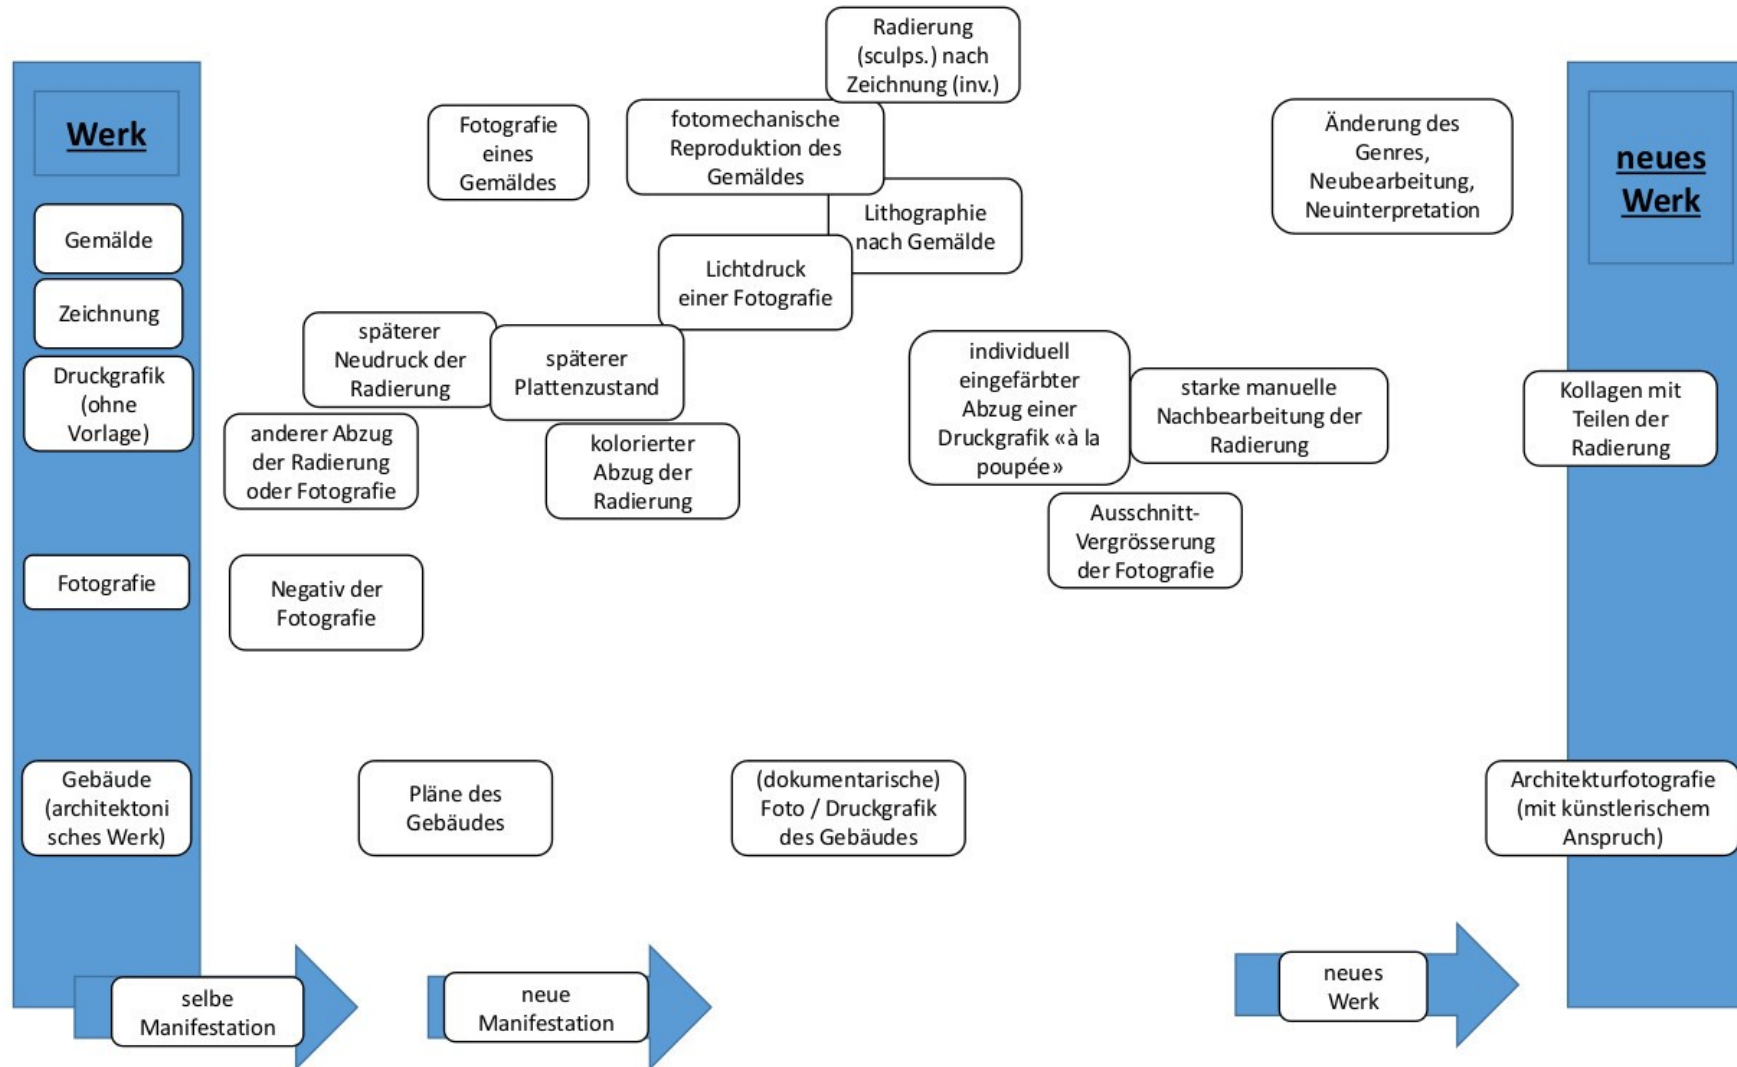 Radierung
(sculps.) nach
Zeichnung (inv.)
Werk
Fotografie
eines
Gemäldes
fotomechanische
Reproduktion des
Gemäldes
Änderung des
Genres,
Neubearbeitung,
Neuinterpretation
neues
Werk
Gemälde
Lithographie
nach Gemälde
Lichtdruck
einer Fotografie
Zeichnung
späterer
Neudruck der
Radierung
späterer
Plattenzustand
individuell
eingefärbter
Abzug einer
Druckgrafik «à la
poupée»
starke manuelle
Nachbearbeitung der
Radierung
Kollagen mit
Teilen der
Radierung
Druckgrafik
(ohne
Vorlage)
anderer Abzug
der Radierung
oder Fotografie
kolorierter
Abzug der
Radierung
Ausschnitt-
Vergrösserung
der Fotografie
Fotografie
Negativ der
Fotografie
Gebäude
(architektoni
sches Werk)
Pläne des
Gebäudes
(dokumentarische)
Foto / Druckgrafik
des Gebäudes
Architekturfotografie
(mit künstlerischem
Anspruch)
selbe
Manifestation
neue
Manifestation
neues
Werk